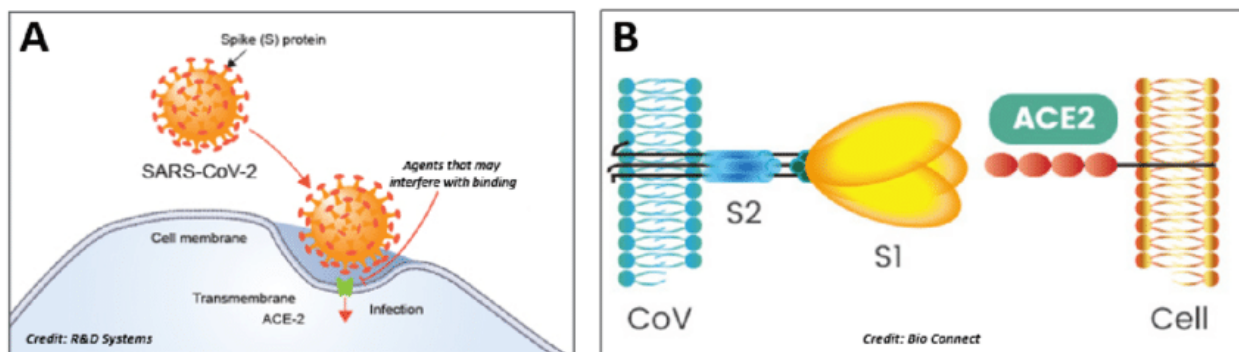 A
Spike (S) protein
SARS-CoV-2
Agents that may
interfere with binding
Cell membrane
Transmembrane
ACE-2
Infection
Credit: R&D Systems
B
ACE2
S2
S1
CoV
Cell
Credit: Bio Connect